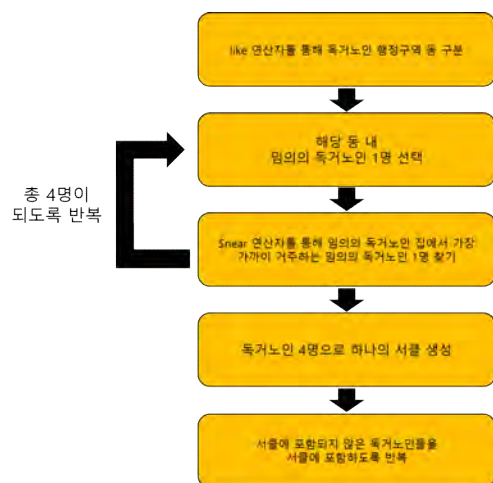 like 연산자를 통해 독거노인 행정구역 동 구분
해당 동 내
임의의 독거노인 1명 선택
총 4명이
되도록 반복
Snear 연산자를 통해 임의의 독거노인 집에서 가장
가까이 거주하는 임의의 독거노인 1명 찾기
독거노인 4명으로 하나의 서클 생성
서클에 포함되지 않은 독거노인들을
서클에 포함하도록 반복